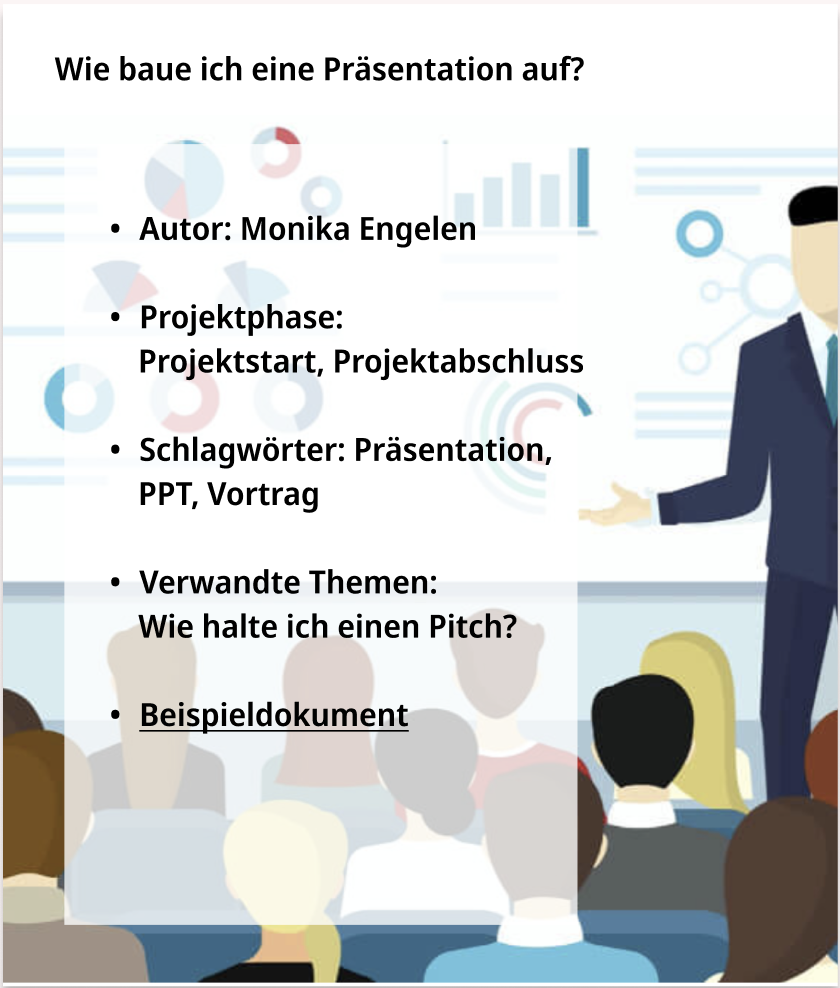 Wie baue ich eine Präsentation auf?
• Autor: Monika Engelen
• Projektphase:
Projektstart, Projektabschluss
• Schlagwörter: Präsentation,
PPT, Vortrag
• Verwandte Themen:
Wie halte ich einen Pitch?
• Beispieldokument